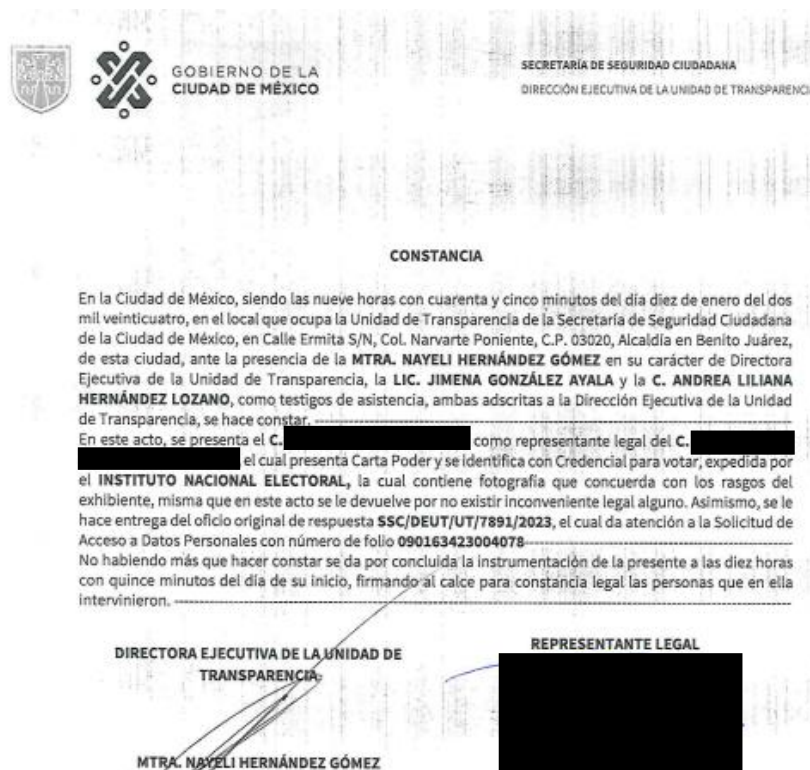 GOBIERNO DE LA
CIUDAD DE MÉXICO
SECRETARÍA DE SEGURIDAD CIUDADANA
DIRECCIÓN EJECUTIVA DE LA UNIDAD DE TRANSPARENCI
CONSTANCIA
En la Ciudad de México, siendo las nueve horas con cuarenta y cinco minutos del día diez de enero del dos
mil veinticuatro, en el local que ocupa la Unidad de Transparencia de la Secretaría de Seguridad Ciudadana
de la Ciudad de México, en Calle Ermita S/N, Col. Narvarte Poniente, C.P. 03020, Alcaldía en Benito Juárez,
de esta ciudad, ante la presencia de la MTRA. NAYELI HERNÁNDEZ GÓMEZ en su carácter de Directora
Ejecutiva de la Unidad de Transparencia, la LIC. JIMENA GONZÁLEZ AYALA y la C. ANDREA LILIANA
HERNÁNDEZ LOZANO, como testigos de asistencia, ambas adscritas a la Dirección Ejecutiva de la Unidad
de Transparencia, se hace constar. ---
En este acto, se presenta el C. como representante legal del C.
el cual presenta Carta Poder y se identifica con Credencial para votar, expedida por
el INSTITUTO NACIONAL ELECTORAL, la cual contiene fotografía que concuerda con los rasgos del
exhibiente, misma que en este acto se le devuelve por no existir inconveniente legal alguno. Asimismo, se le
hace entrega del oficio original de respuesta SSC/DEUT/UT/7891/2023, el cual da atención a la Solicitud de
Acceso a Datos Personales con número de folio 090163423004078---
No habiendo más que hacer constar se da por concluida la instrumentación de la presente a las diez horas
con quince minutos del día de su inicio, firmando al calce para constancia legal las personas que en ella
intervinieron. ---
DIRECTORA EJECUTIVA DE LA UNIDAD DE
TRANSPARENCIA
REPRESENTANTE LEGAL
MTRA. NAYELI HERNÁNDEZ GÓMEZ